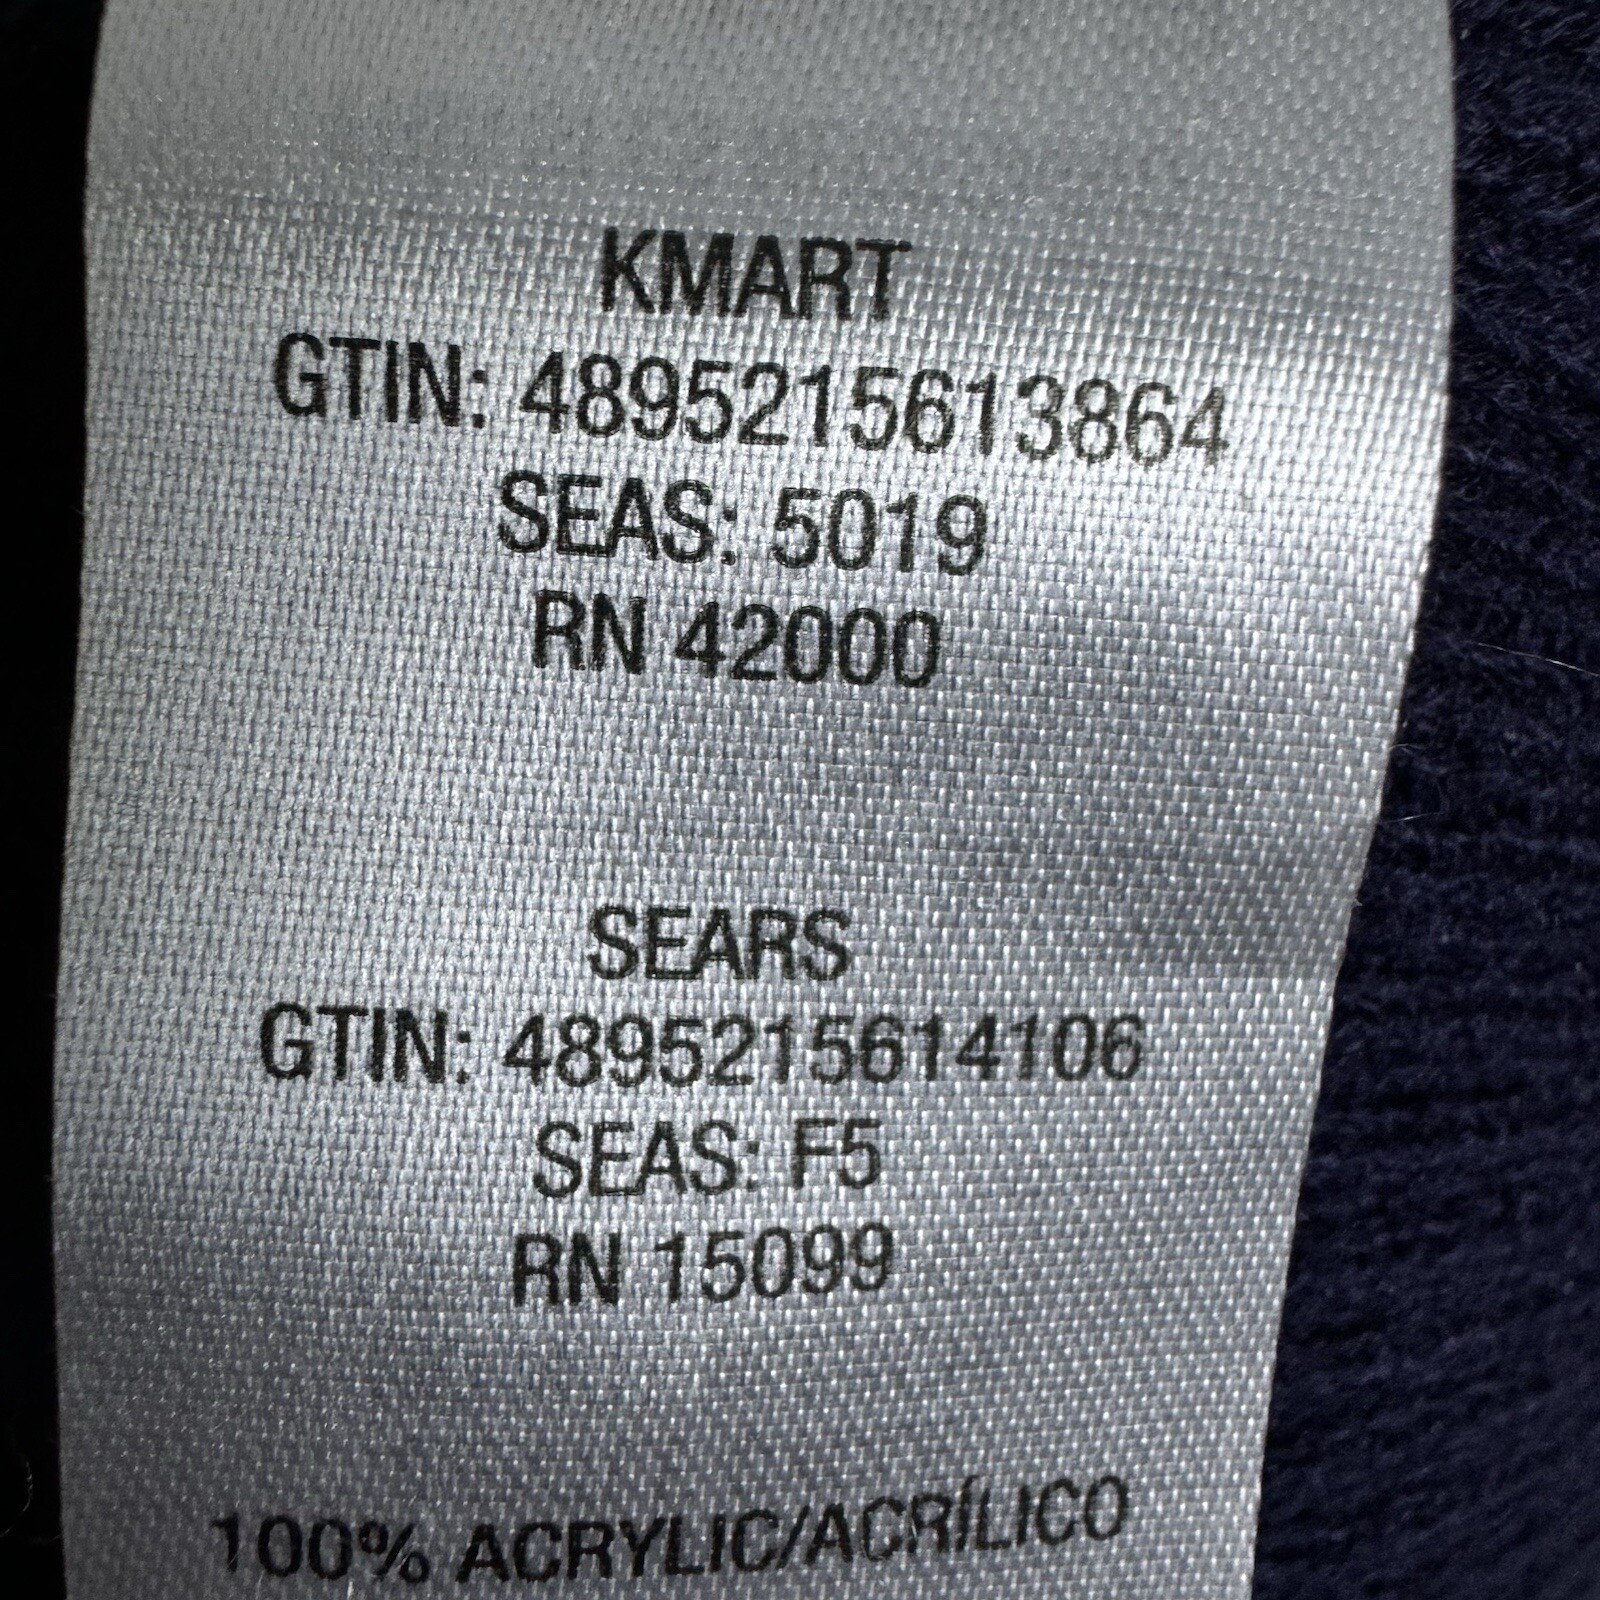 KMART
GTIN: 4895215613864
SEAS: 5019
RN 42000
SEARS
GTIN: 4895215614106
SEAS: F5
RN 15099
100% ACRYLIC/ACRÍLICO